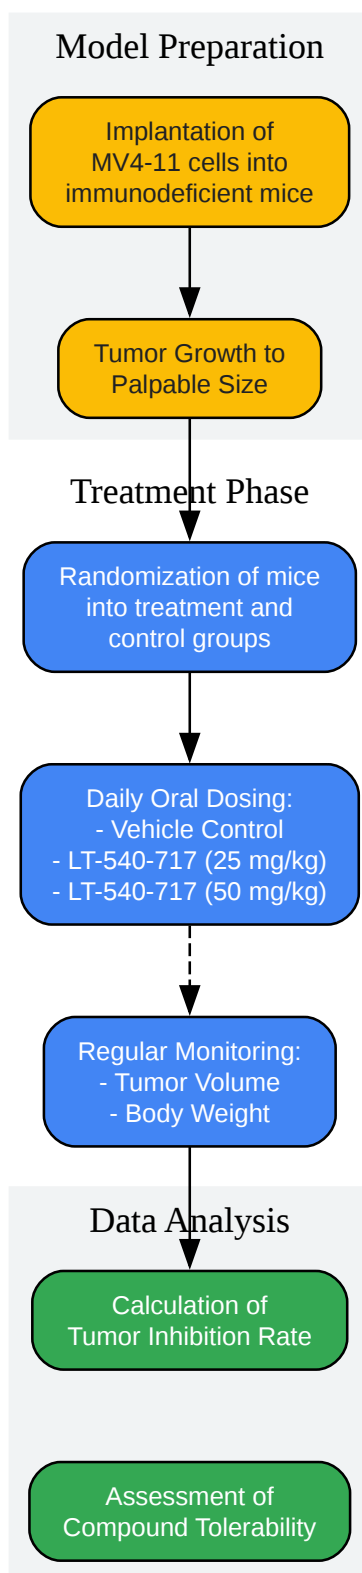 Model Preparation
Implantation of
MV4-11 cells into
immunodeficient mice
Tumor Growth to
Palpable Size
Treatment Phase
Randomization of mice
into treatment and
control groups
Daily Oral Dosing:
- Vehicle Control
- LT-540-717 (25 mg/kg)
- LT-540-717 (50 mg/kg)
Regular Monitoring:
- Tumor Volume
- Body Weight
Data Analysis
Calculation of
Tumor Inhibition Rate
Assessment of
Compound Tolerability